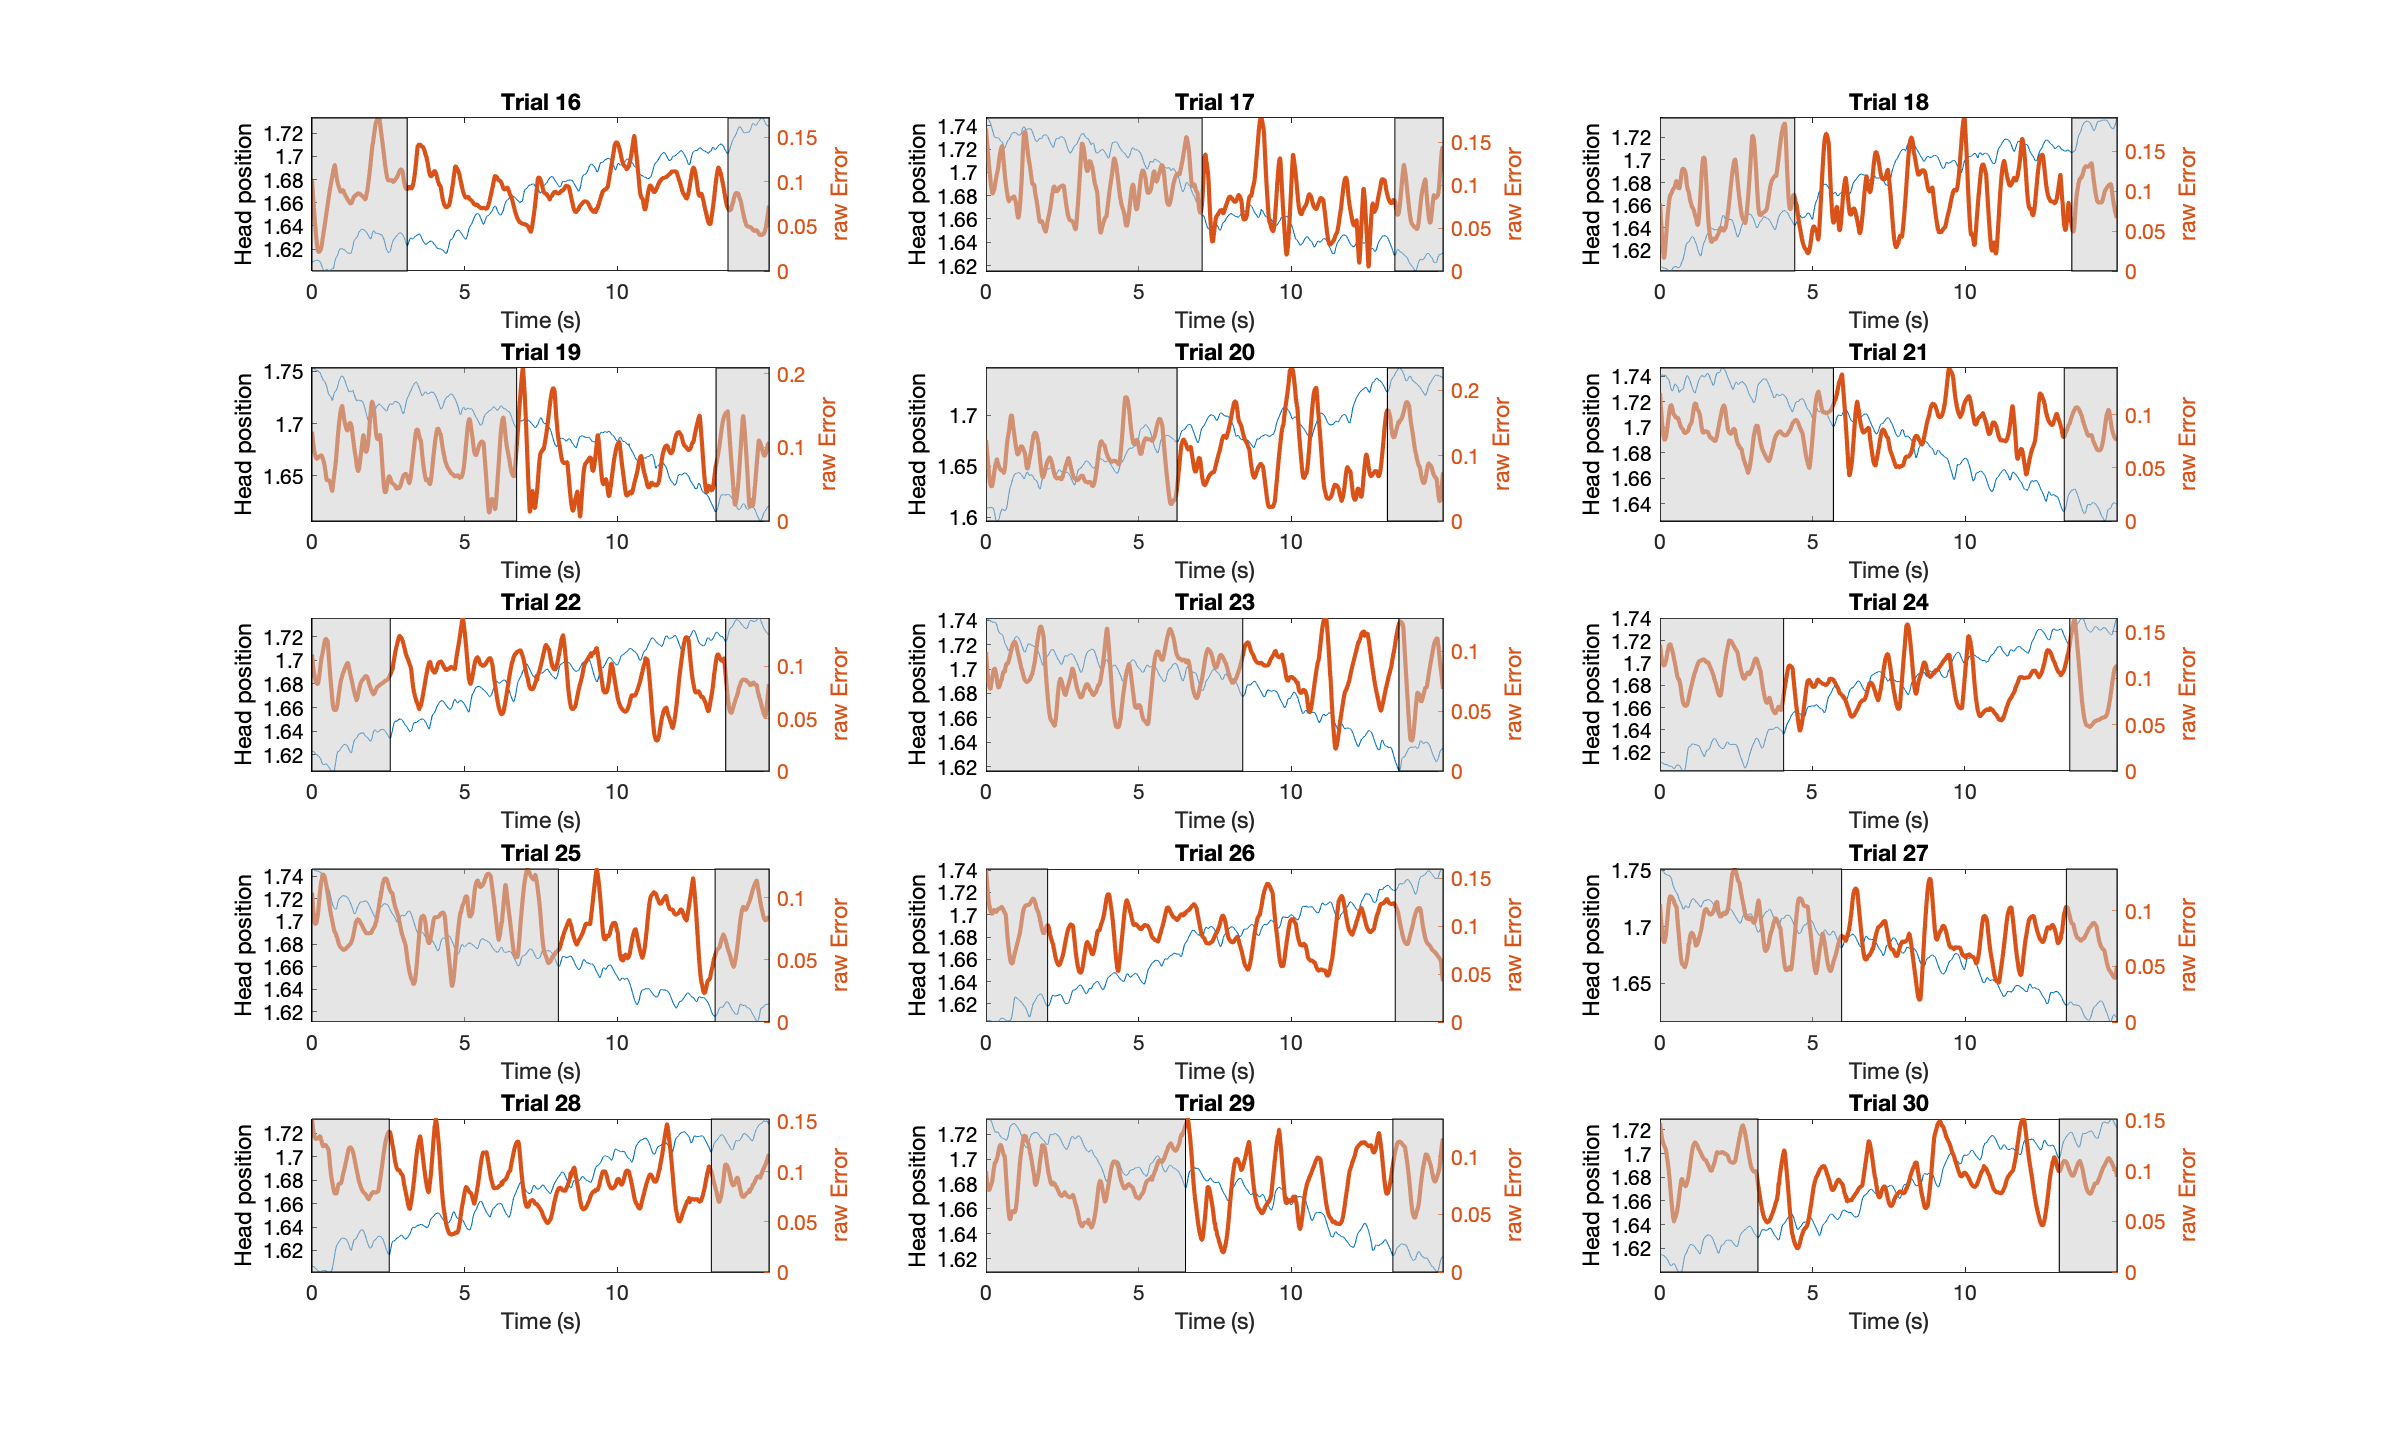 Trial 16
Head position
1.72
1.7
1.68
1.66
1.64
1.62
0.15
0.1
0.05
0
raw Error
0 5 10
Time (s)
Trial 17
Head position
1.74
1.72
1.7
1.68
1.66
1.64
1.62
0.15
0.1
0.05
0
raw Error
0 5 10
Time (s)
Trial 18
Head position
1.72
1.7
1.68
1.66
1.64
1.62
0.15
0.1
0.05
0
raw Error
0 5 10
Time (s)
Trial 19
Head position
1.75
1.7
1.65
0.2
0.1
0
raw Error
0 5 10
Time (s)
Trial 20
Head position
1.7
1.65
1.6
0.2
0.1
0
raw Error
0 5 10
Time (s)
Trial 21
Head position
1.74
1.72
1.7
1.68
1.66
1.64
0.1
0.05
0
raw Error
0 5 10
Time (s)
Trial 22
Head position
1.72
1.7
1.68
1.66
1.64
1.62
0.1
0.05
0
raw Error
0 5 10
Time (s)
Trial 23
Head position
1.74
1.72
1.7
1.68
1.66
1.64
1.62
0.1
0.05
0
raw Error
0 5 10
Time (s)
Trial 24
Head position
1.74
1.72
1.7
1.68
1.66
1.64
1.62
0.15
0.1
0.05
0
raw Error
0 5 10
Time (s)
Trial 25
Head position
1.74
1.72
1.7
1.68
1.66
1.64
1.62
0.1
0.05
0
raw Error
0 5 10
Time (s)
Trial 26
Head position
1.74
1.72
1.7
1.68
1.66
1.64
1.62
0.15
0.1
0.05
0
raw Error
0 5 10
Time (s)
Trial 27
Head position
1.75
1.7
1.65
0.1
0.05
0
raw Error
0 5 10
Time (s)
Trial 28
Head position
1.72
1.7
1.68
1.66
1.64
1.62
0.15
0.1
0.05
0
raw Error
0 5 10
Time (s)
Trial 29
Head position
1.72
1.7
1.68
1.66
1.64
1.62
0.1
0.05
0
raw Error
0 5 10
Time (s)
Trial 30
Head position
1.72
1.7
1.68
1.66
1.64
1.62
0.15
0.1
0.05
0
raw Error
0 5 10
Time (s)